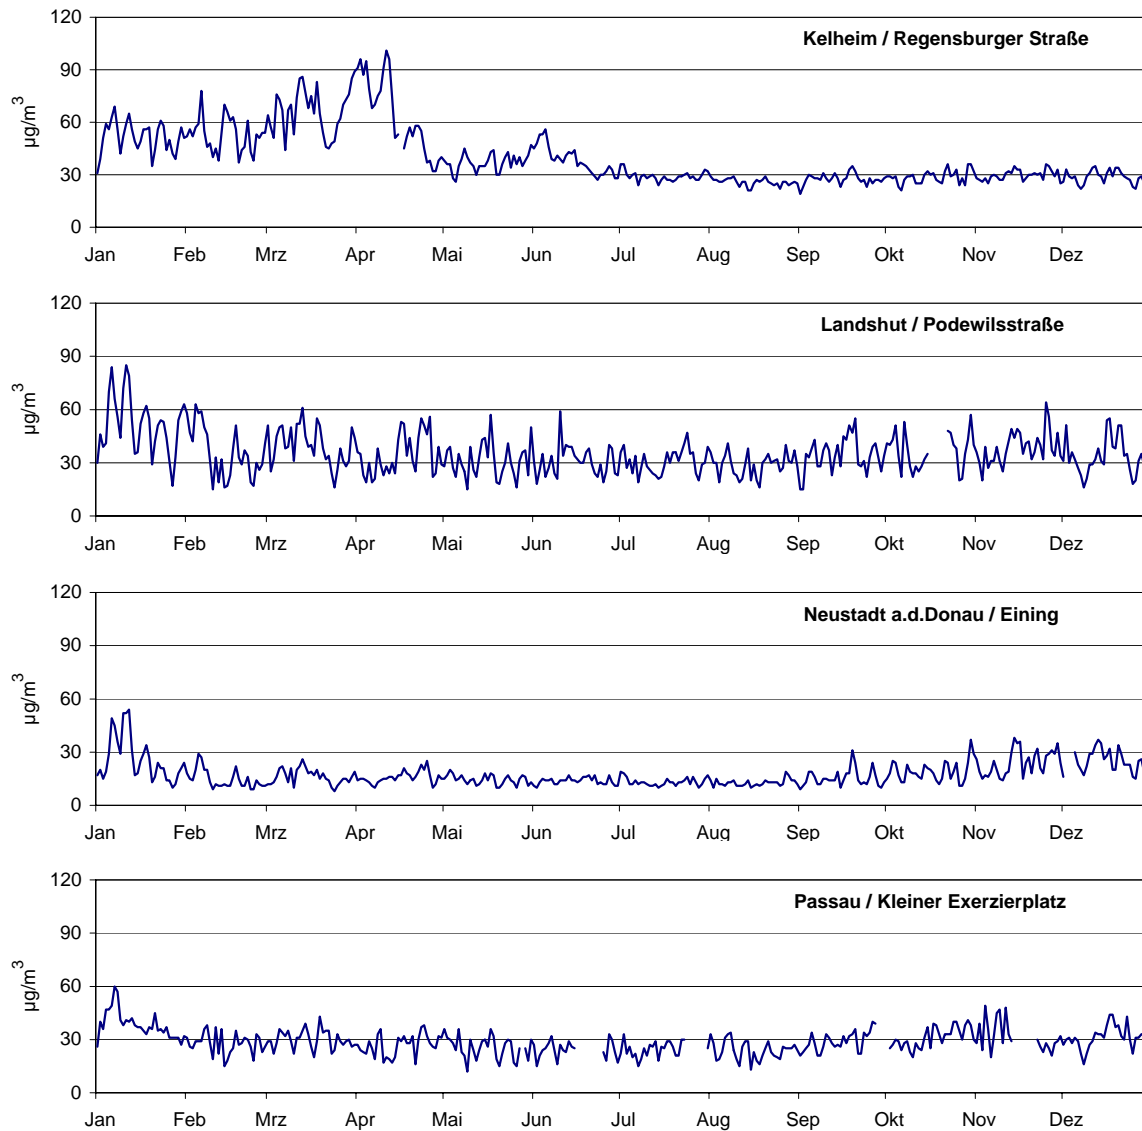 Kelheim / Regensburger Straße
µg/m³
120
90
60
30
0
Jan Feb Mrz Apr Mai Jun Jul Aug Sep Okt Nov Dez
Landshut / Podewilsstraße
µg/m³
120
90
60
30
0
Jan Feb Mrz Apr Mai Jun Jul Aug Sep Okt Nov Dez
Neustadt a.d.Donau / Eining
µg/m³
120
90
60
30
0
Jan Feb Mrz Apr Mai Jun Jul Aug Sep Okt Nov Dez
Passau / Kleiner Exerzierplatz
µg/m³
120
90
60
30
0
Jan Feb Mrz Apr Mai Jun Jul Aug Sep Okt Nov Dez